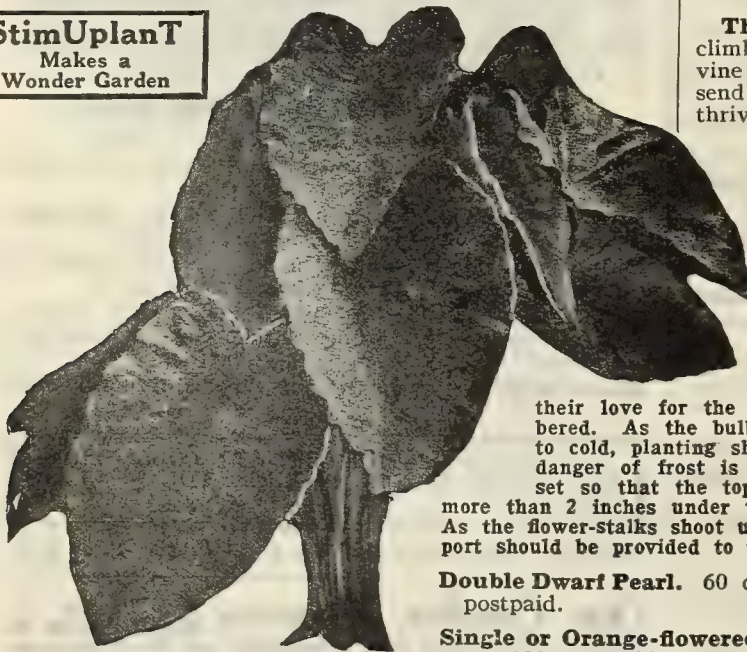 StimUplanT
Makes a
Wonder Garden
climb
vine
send
thriv
their love for the
bered. As the bul
to cold, planting sh
danger of frost is
set so that the top
more than 2 inches under
As the flower-stalks shoot u
port should be provided to
Double Dwarf Pearl. 60 c
postpaid.
Single or Orange-flowered